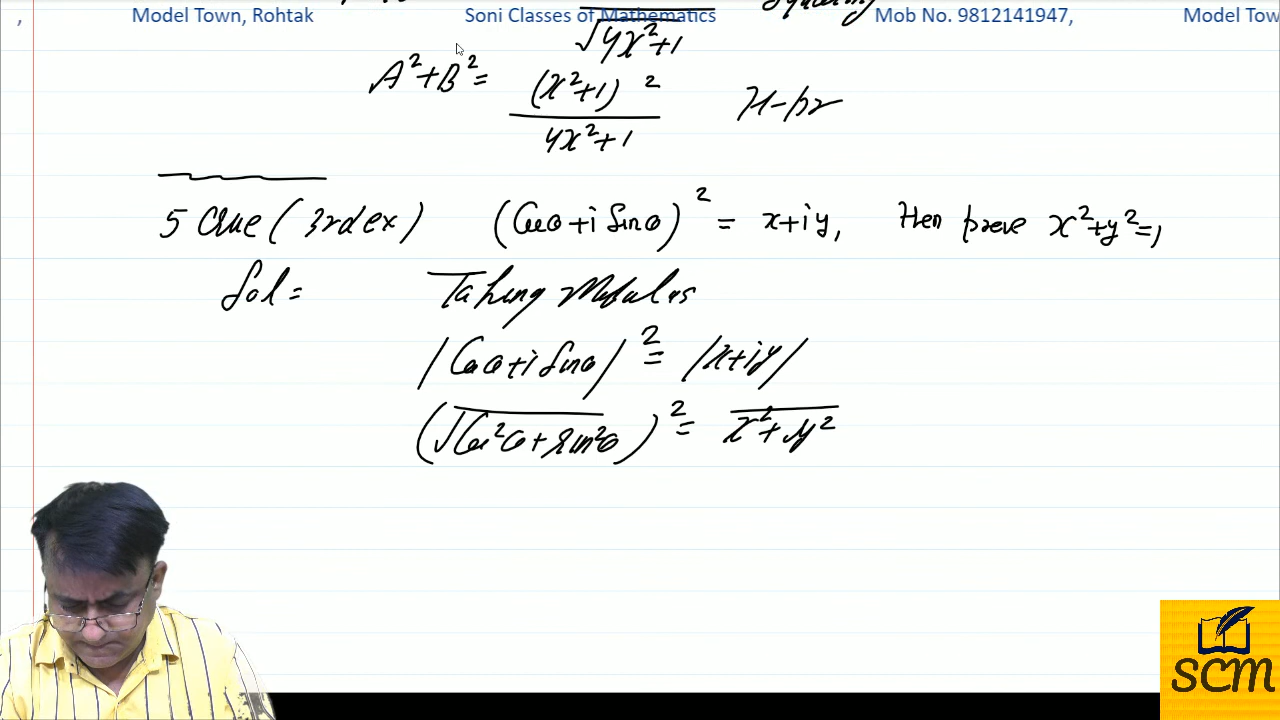 , Model Town, Rohtak Soni Classes of Mathematics Mob No. 9812141947, Model Tow
√4x²+1
A²+B² = (x²+1)² / 4x²+1 H-pr
5 Que (3rd ex) (Cosθ+i Sinθ)² = x+iy, then prove x²+y²=1
Sol = Taking Modulus
|Cosθ+i Sinθ|² = |x+iy|
(√Cos²θ+Sin²θ)² = x²+y²
SCM